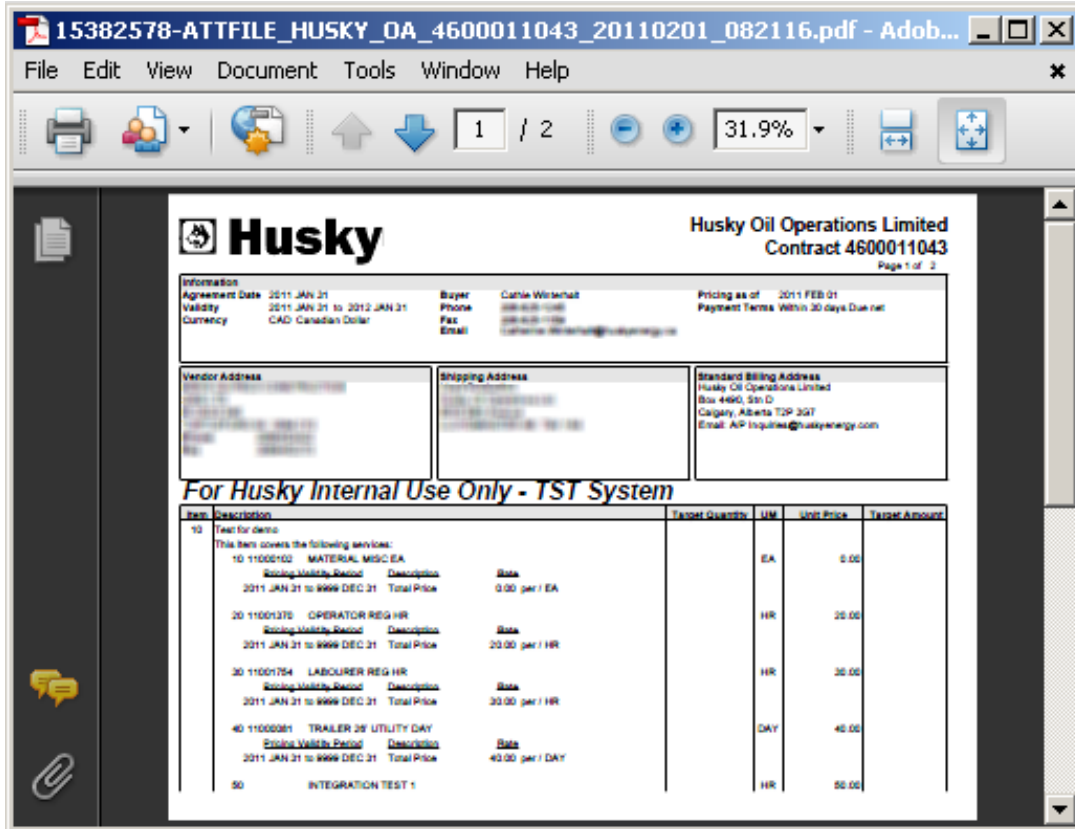 15382578-ATTFILE_HUSKY_OA_4600011043_20110201_082116.pdf - Adob...
File Edit View Document Tools Window Help
1 / 2 31.9%
Husky
Husky Oil Operations Limited
Contract 4600011043
Page 1 of 2
Information
Agreement Date 2011 JAN 31 Buyer Cathie Winterhalt Pricing as of 2011 FEB 01
Validity 2011 JAN 31 to 2012 JAN 31 Phone Payment Terms Within 30 days Due net
Currency CAD Canadian Dollar Fax
Email
Vendor Address Shipping Address Standard Billing Address
Husky Oil Operations Limited
Box 4490, Stn D
Calgary, Alberta T2P 3G7
Email: A/P Inquiries@huskyenergy.com
For Husky Internal Use Only - TST System
Item Description Target Quantity UM Unit Price Target Amount
10 Test for demo
This item covers the following services:
10 11000102 MATERIAL MISC EA EA 0.00
Pricing Validity Period Description Rate
2011 JAN 31 to 9999 DEC 31 Total Price 0.00 per / EA
20 11001370 OPERATOR REG HR HR 20.00
Pricing Validity Period Description Rate
2011 JAN 31 to 9999 DEC 31 Total Price 20.00 per / HR
30 11001754 LABOURER REG HR HR 30.00
Pricing Validity Period Description Rate
2011 JAN 31 to 9999 DEC 31 Total Price 30.00 per / HR
40 11000081 TRAILER 26' UTILITY DAY DAY 40.00
Pricing Validity Period Description Rate
2011 JAN 31 to 9999 DEC 31 Total Price 40.00 per / DAY
50 INTEGRATION TEST 1 HR 50.00